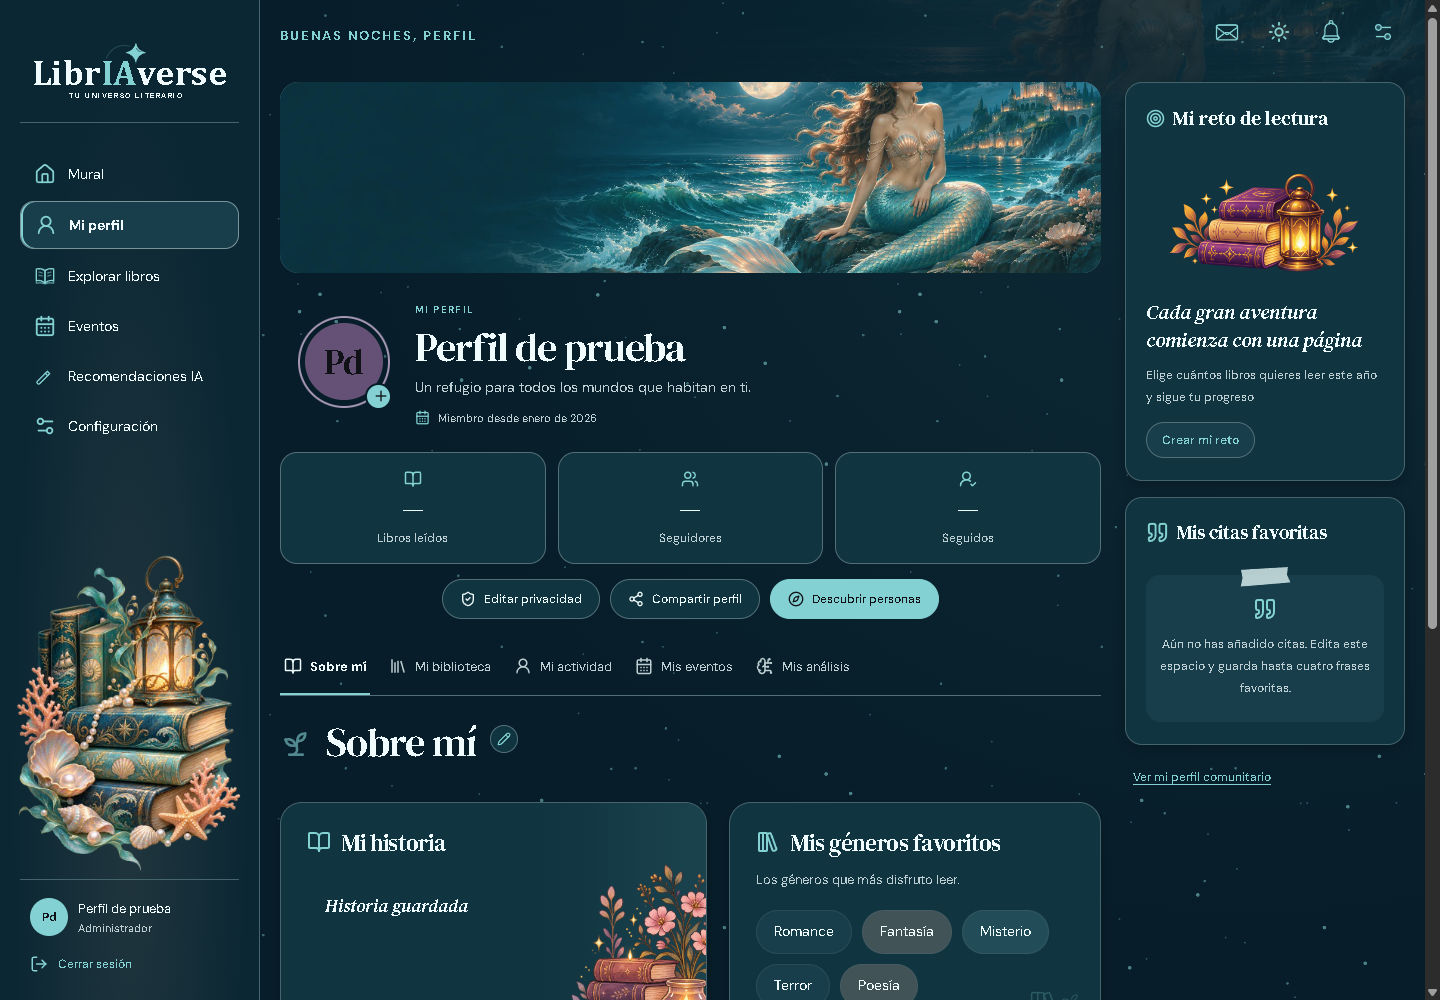 LibrIAverse
TU UNIVERSO LITERARIO
Mural
Mi perfil
Explorar libros
Eventos
Recomendaciones IA
Configuración
Pd
Perfil de prueba
Administrador
Cerrar sesión
BUENAS NOCHES, PERFIL
MI PERFIL
Pd
Perfil de prueba
Un refugio para todos los mundos que habitan en ti.
Miembro desde enero de 2026
—
Libros leídos
—
Seguidores
—
Seguidos
Editar privacidad
Compartir perfil
Descubrir personas
Sobre mí
Mi biblioteca
Mi actividad
Mis eventos
Mis análisis
Sobre mí
Mi historia
Historia guardada
Mis géneros favoritos
Los géneros que más disfruto leer.
Romance
Fantasía
Misterio
Terror
Poesía
Mi reto de lectura
Cada gran aventura
comienza con una página
Elige cuántos libros quieres leer este año
y sigue tu progreso
Crear mi reto
Mis citas favoritas
Aún no has añadido citas. Edita este
espacio y guarda hasta cuatro frases
favoritas.
Ver mi perfil comunitario